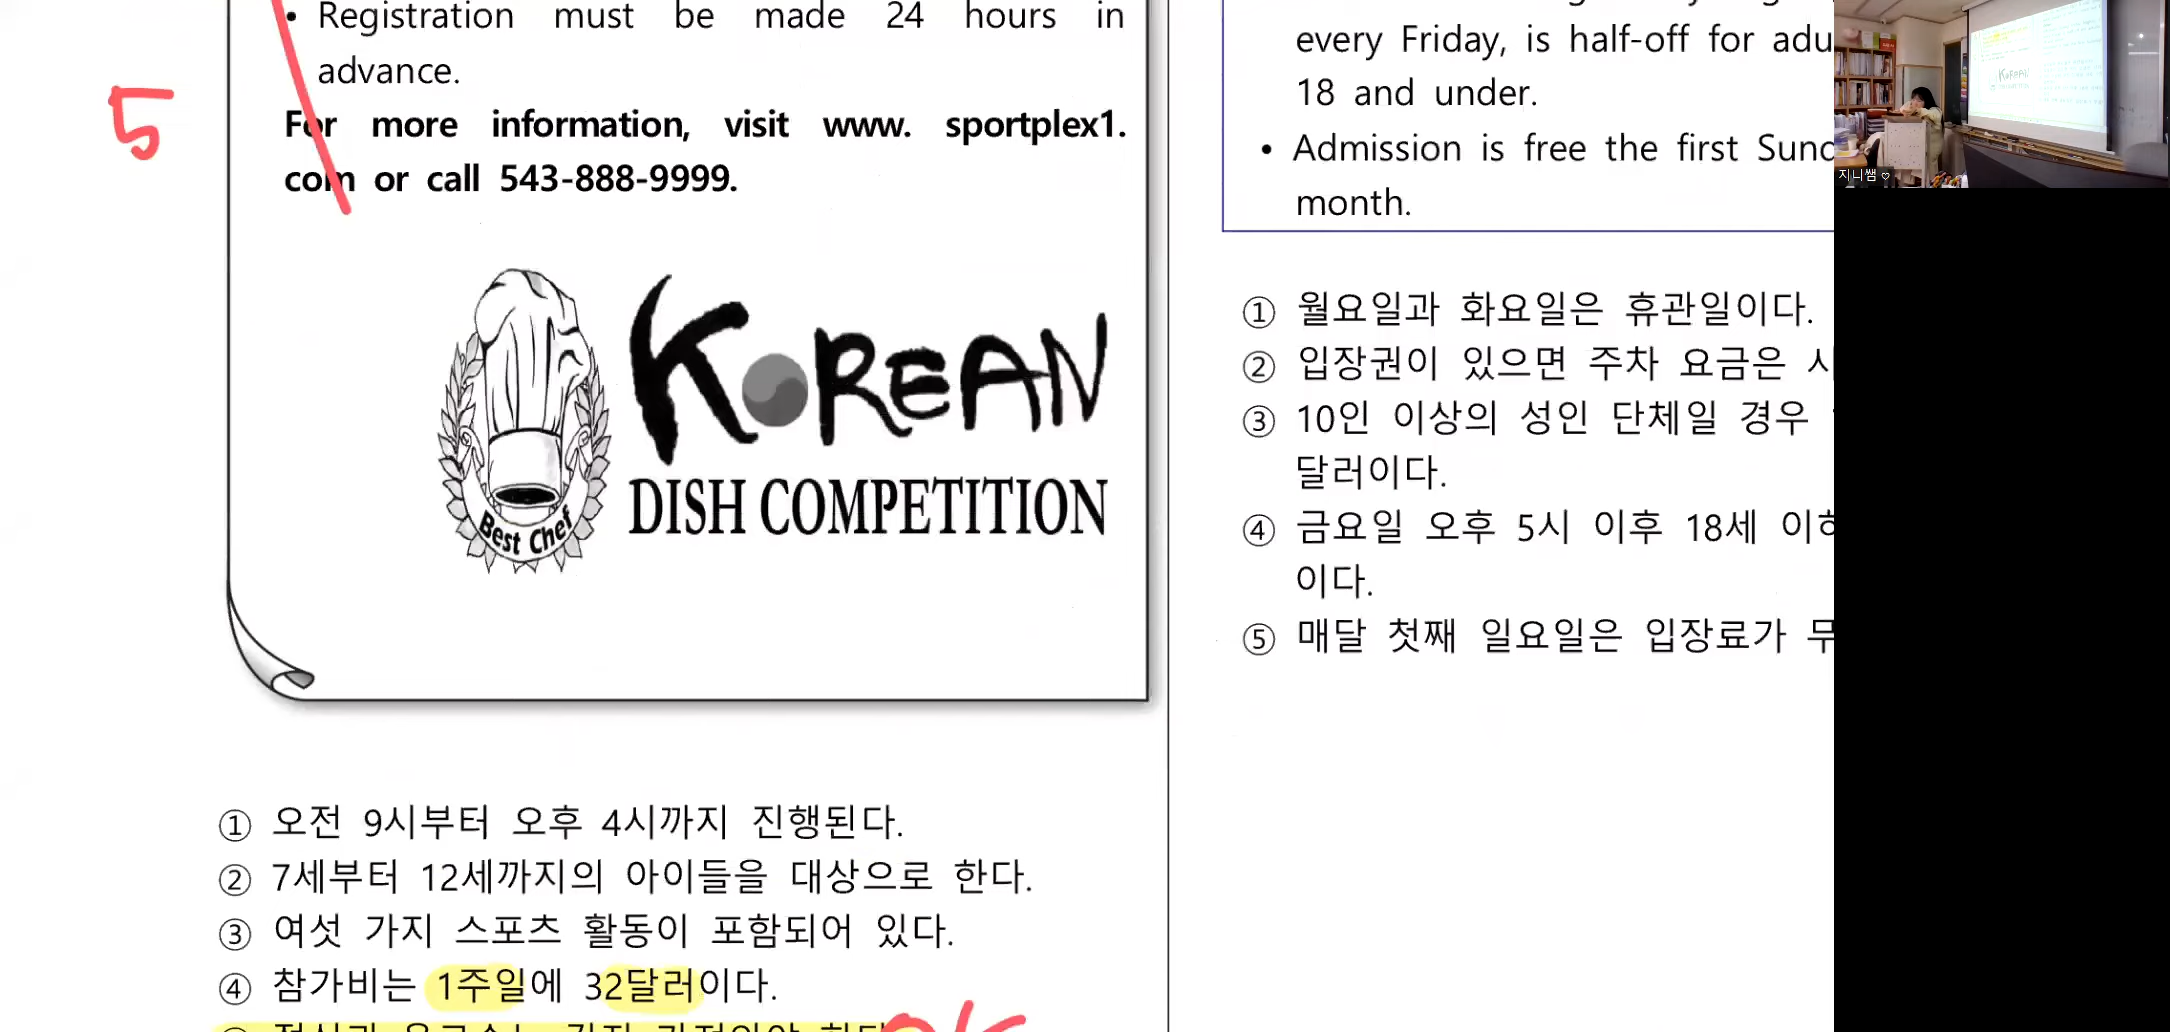 • Registration must be made 24 hours in
advance.
For more information, visit www. sportplex1.
com or call 543-888-9999.
5
Best Chef
KOREAN
DISH COMPETITION
① 오전 9시부터 오후 4시까지 진행된다.
② 7세부터 12세까지의 아이들을 대상으로 한다.
③ 여섯 가지 스포츠 활동이 포함되어 있다.
④ 참가비는 1주일에 32달러이다.
every Friday, is half-off for adu
18 and under.
• Admission is free the first Sund
month.
① 월요일과 화요일은 휴관일이다.
② 입장권이 있으면 주차 요금은 시
③ 10인 이상의 성인 단체일 경우
달러이다.
④ 금요일 오후 5시 이후 18세 이하
이다.
⑤ 매달 첫째 일요일은 입장료가 무
지니쌤 ♡
KOREAN